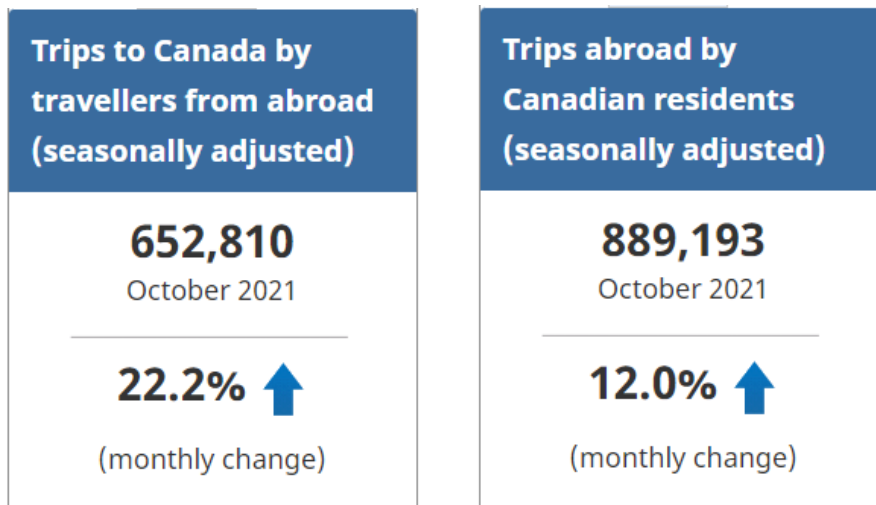 Trips to Canada by
travellers from abroad
(seasonally adjusted)
652,810
October 2021
22.2%
(monthly change)
Trips abroad by
Canadian residents
(seasonally adjusted)
889,193
October 2021
12.0%
(monthly change)